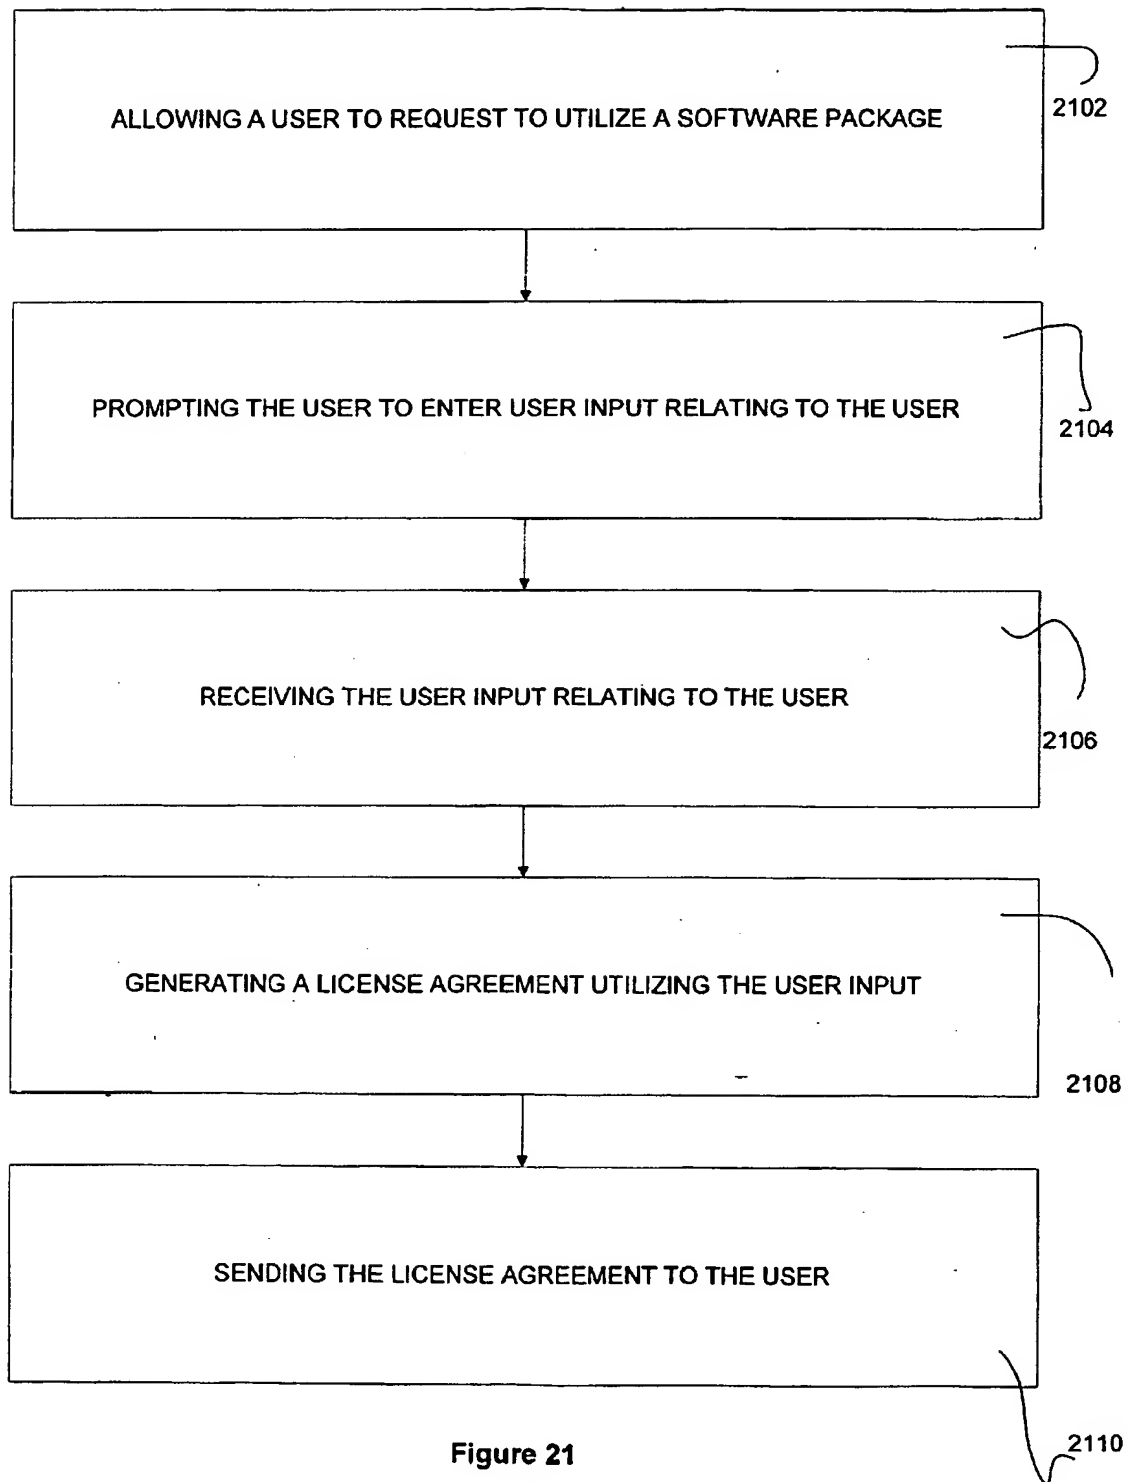 ALLOWING A USER TO REQUEST TO UTILIZE A SOFTWARE PACKAGE
2102
PROMPTING THE USER TO ENTER USER INPUT RELATING TO THE USER
2104
RECEIVING THE USER INPUT RELATING TO THE USER
2106
GENERATING A LICENSE AGREEMENT UTILIZING THE USER INPUT
2108
SENDING THE LICENSE AGREEMENT TO THE USER
2110
Figure 21